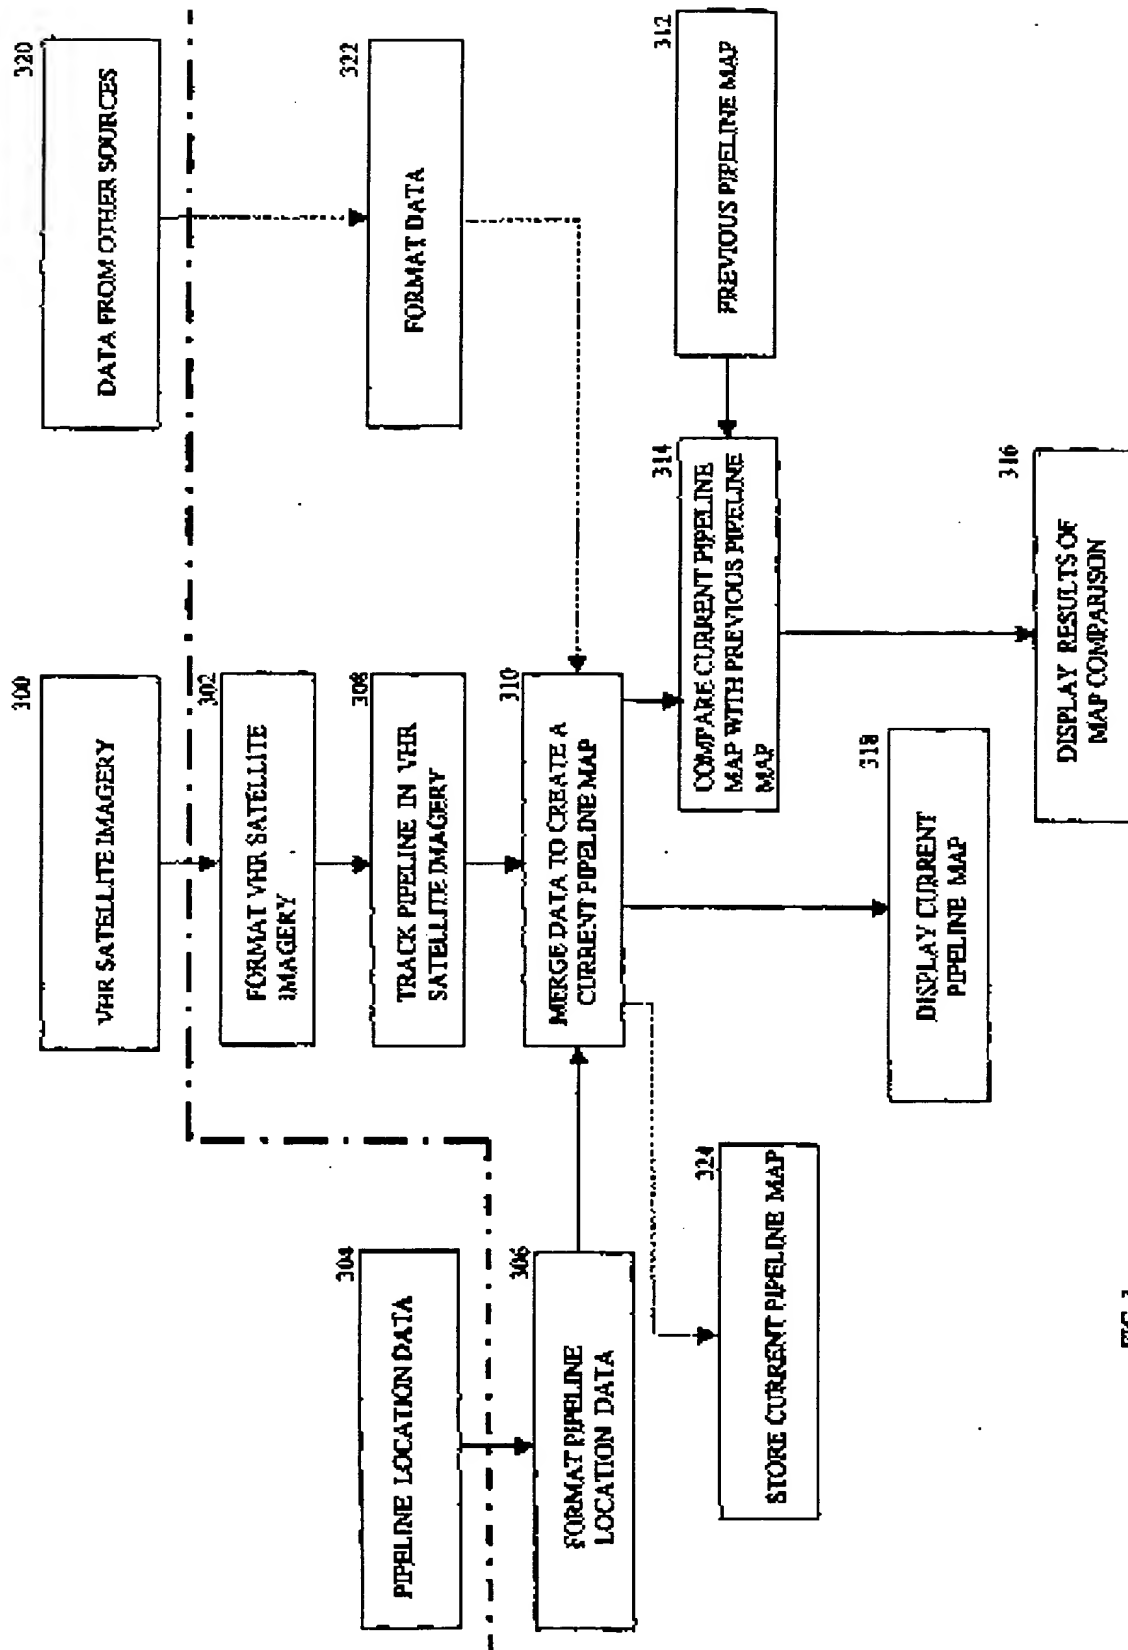 320
DATA FROM OTHER SOURCES
322
FORMAT DATA
312
PREVIOUS PIPELINE MAP
300
VHR SATELLITE IMAGERY
302
FORMAT VHR SATELLITE
IMAGERY
308
TRACK PIPELINE IN VHR
SATELLITE IMAGERY
310
MERGE DATA TO CREATE A
CURRENT PIPELINE MAP
314
COMPARE CURRENT PIPELINE
MAP WITH PREVIOUS PIPELINE
MAP
316
DISPLAY RESULTS OF
MAP COMPARISON
318
DISPLAY CURRENT
PIPELINE MAP
304
PIPELINE LOCATION DATA
306
FORMAT PIPELINE
LOCATION DATA
324
STORE CURRENT PIPELINE MAP